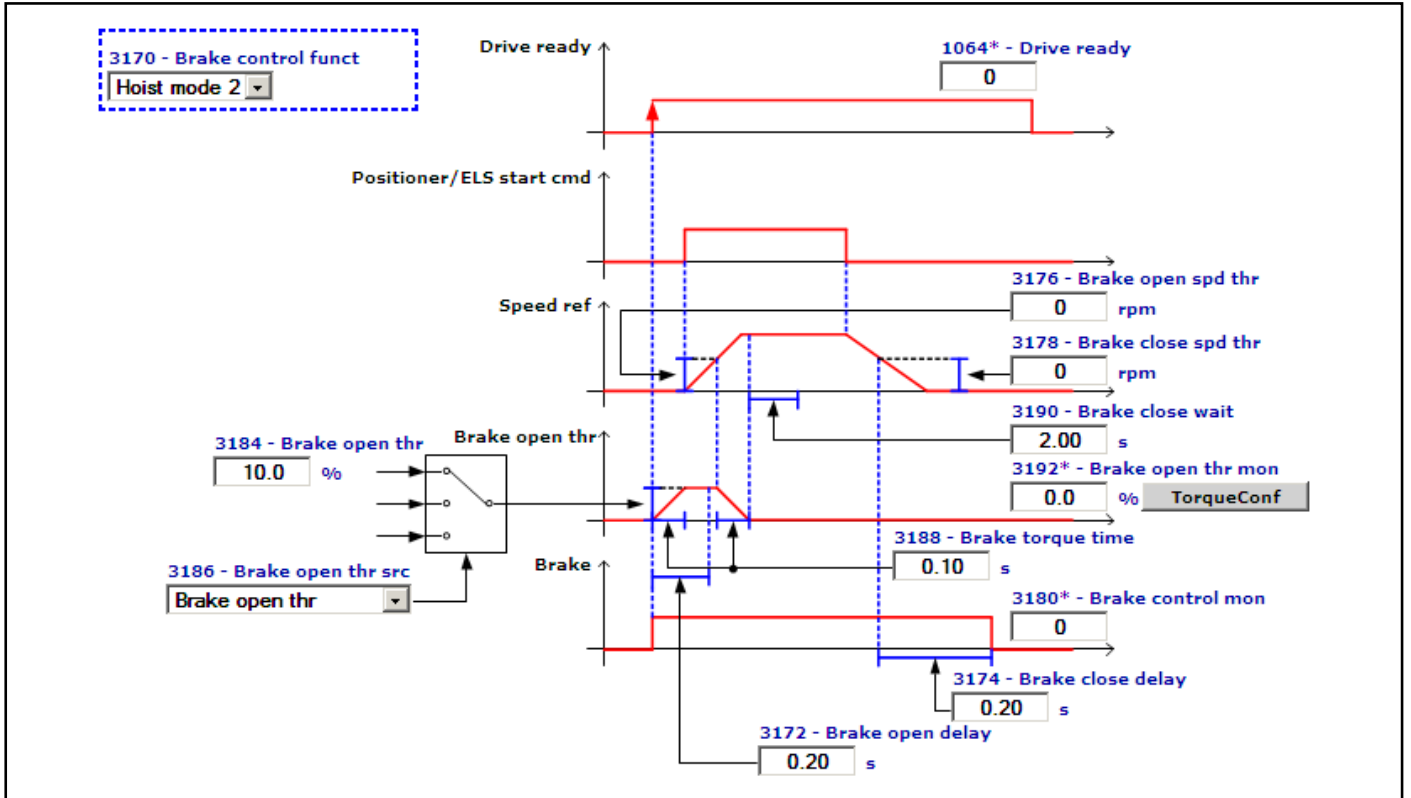 3170 - Brake control funct
Hoist mode 2
Drive ready
1064* - Drive ready
0
Positioner/ELS start cmd
Speed ref
3176 - Brake open spd thr
0 rpm
3178 - Brake close spd thr
0 rpm
3190 - Brake close wait
2.00 s
3184 - Brake open thr
10.0 %
Brake open thr
3192* - Brake open thr mon
0.0 % TorqueConf
3188 - Brake torque time
0.10 s
3186 - Brake open thr src
Brake open thr
Brake
3180* - Brake control mon
0
3174 - Brake close delay
0.20 s
3172 - Brake open delay
0.20 s